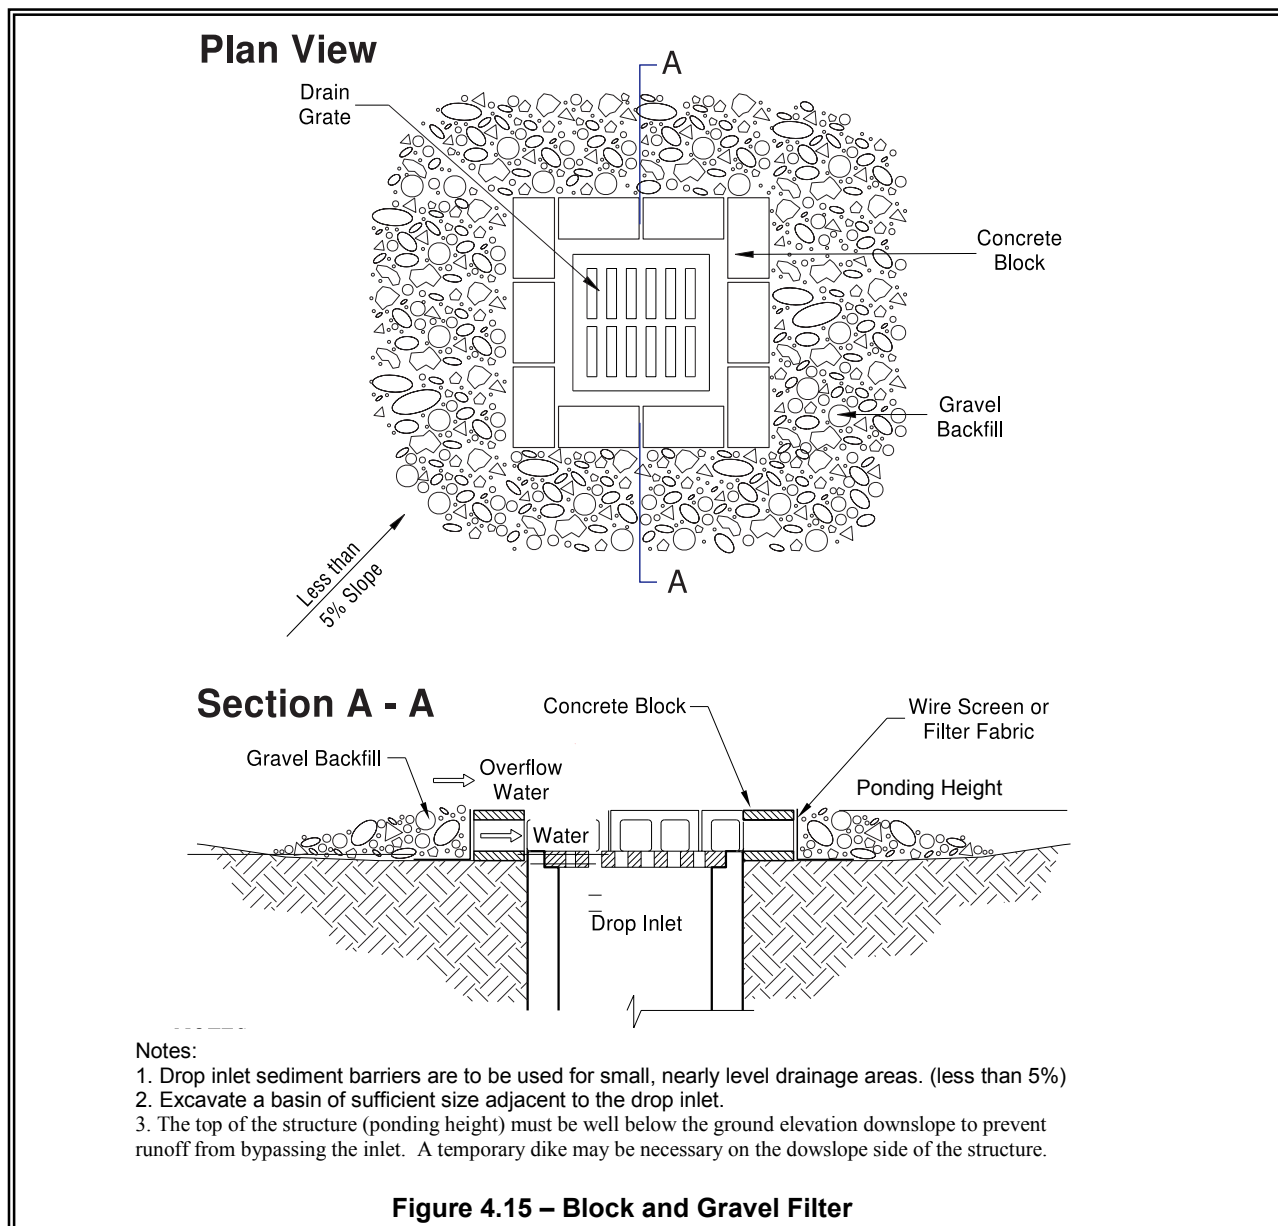 Plan View
A
Drain
Grate
Concrete
Block
Gravel
Backfill
Less than
5% Slope
A
Section A - A
Concrete Block
Wire Screen or
Filter Fabric
Gravel Backfill
Overflow
Water
Ponding Height
Water
Drop Inlet
Notes:
1. Drop inlet sediment barriers are to be used for small, nearly level drainage areas. (less than 5%)
2. Excavate a basin of sufficient size adjacent to the drop inlet.
3. The top of the structure (ponding height) must be well below the ground elevation downslope to prevent
runoff from bypassing the inlet. A temporary dike may be necessary on the dowslope side of the structure.
Figure 4.15 – Block and Gravel Filter